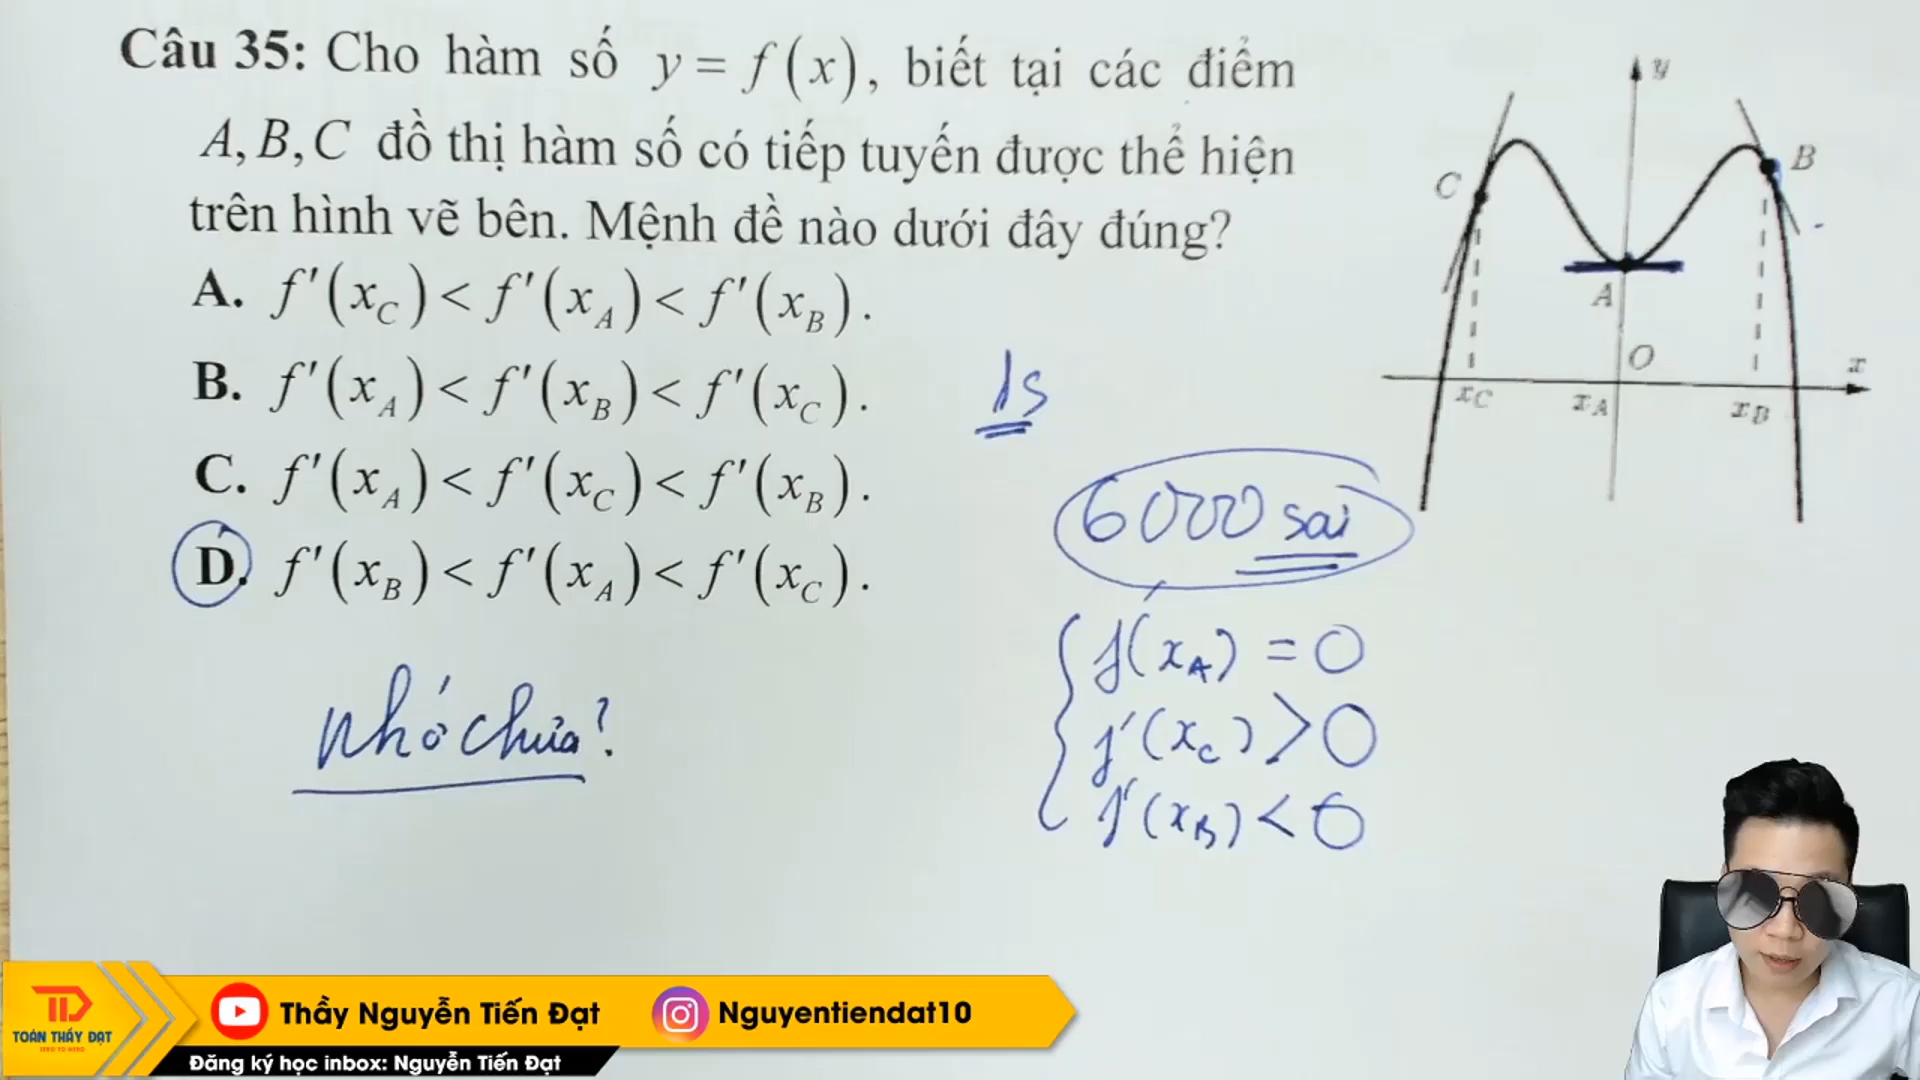 Câu 35: Cho hàm số y = f(x), biết tại các điểm
A, B, C đồ thị hàm số có tiếp tuyến được thể hiện
trên hình vẽ bên. Mệnh đề nào dưới đây đúng?
A. f'(x_C) < f'(x_A) < f'(x_B).
B. f'(x_A) < f'(x_B) < f'(x_C).
C. f'(x_A) < f'(x_C) < f'(x_B).
D. f'(x_B) < f'(x_A) < f'(x_C).
y
C
B
A
O
x
x_C
x_A
x_B
1s
6000 sai
f'(x_A) = 0
f'(x_C) > 0
f'(x_B) < 0
Nhớ chưa?
TOÁN THẦY ĐẠT
ZERO TO HERO
Thầy Nguyễn Tiến Đạt
Nguyentiendat10
Đăng ký học inbox: Nguyễn Tiến Đạt